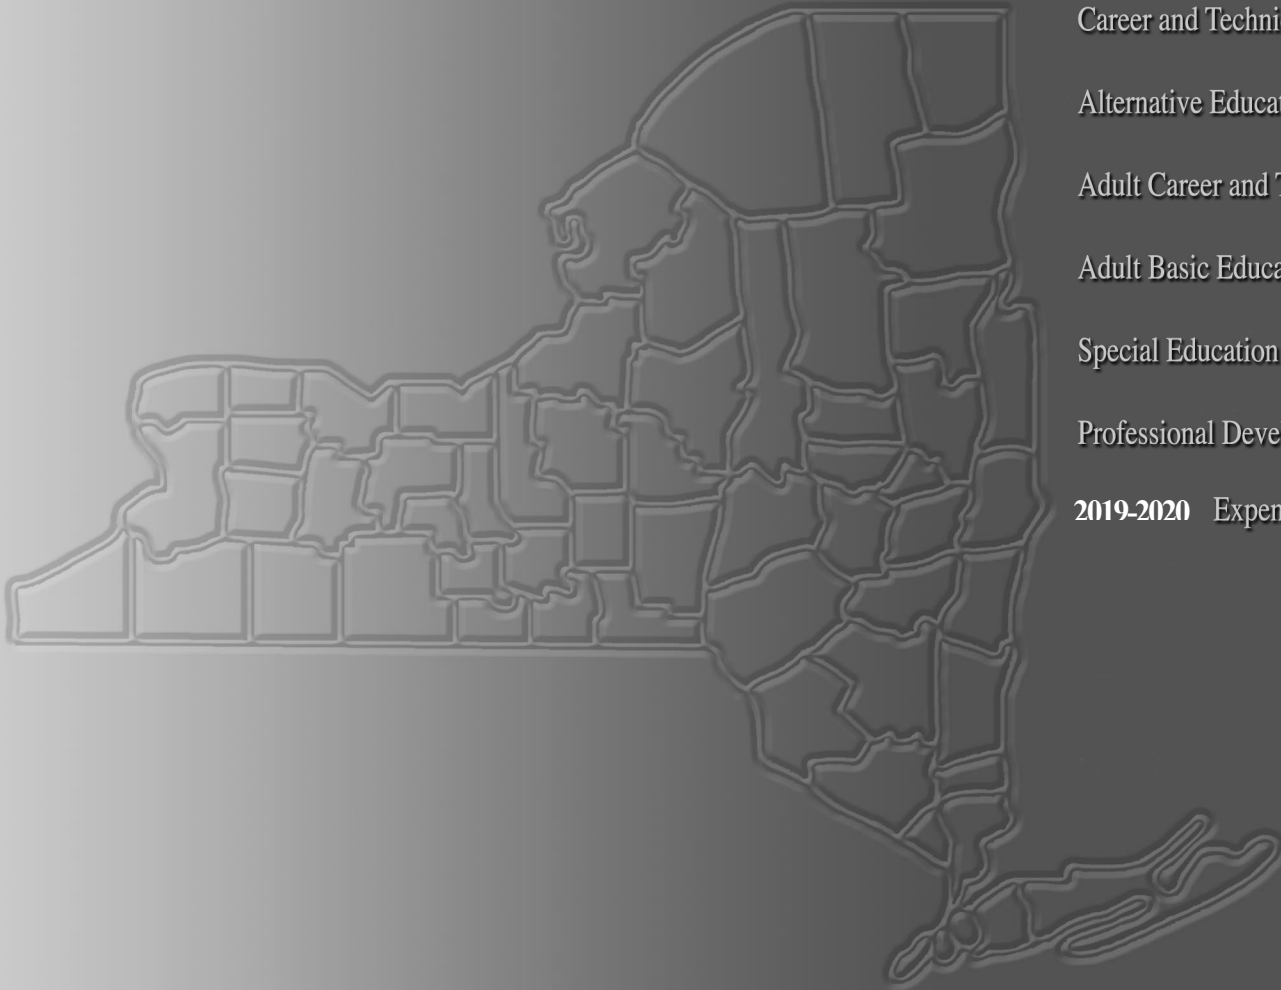 Career and Techni
Alternative Educat
Adult Career and T
Adult Basic Educa
Special Education
Professional Deve
2019-2020 Expen